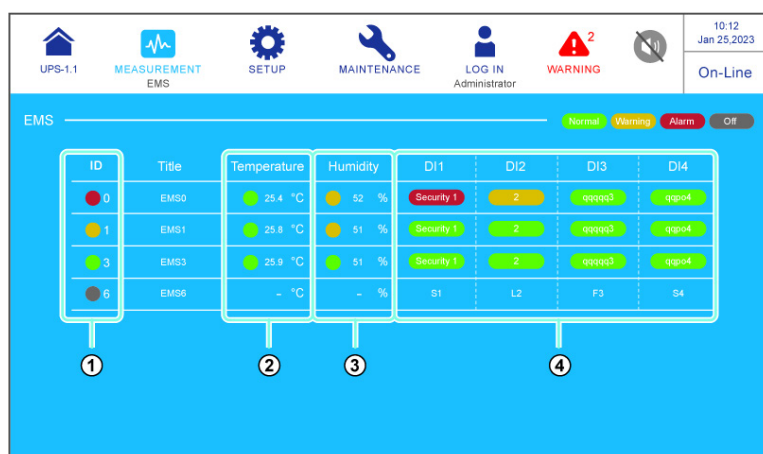 2
10:12
Jan 25,2023
UPS-1.1 MEASUREMENT SETUP MAINTENANCE LOG IN WARNING
EMS Administrator
On-Line
EMS Normal Warning Alarm Off
ID Title Temperature Humidity DI1 DI2 DI3 DI4
0 EMS0 25.4 °C 52 % Security 1 2 qqqqq3 qqpo4
1 EMS1 25.8 °C 51 % Security 1 2 qqqqq3 qqpo4
3 EMS3 25.9 °C 51 % Security 1 2 qqqqq3 qqpo4
6 EMS6 - °C - % S1 L2 F3 S4
1 2 3 4